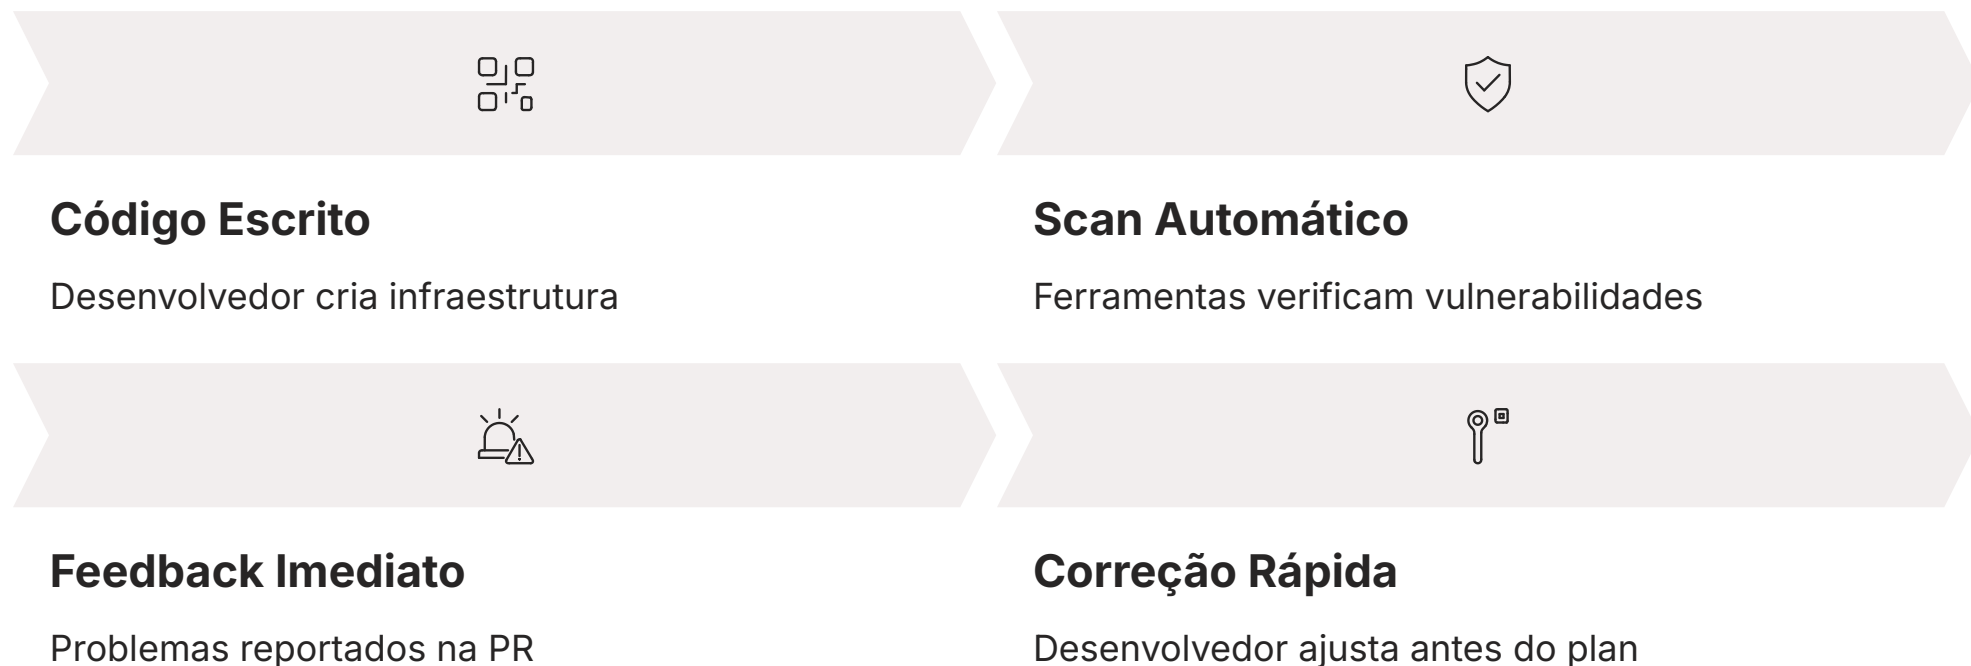 Código Escrito
Desenvolvedor cria infraestrutura
Scan Automático
Ferramentas verificam vulnerabilidades
Feedback Imediato
Problemas reportados na PR
Correção Rápida
Desenvolvedor ajusta antes do plan